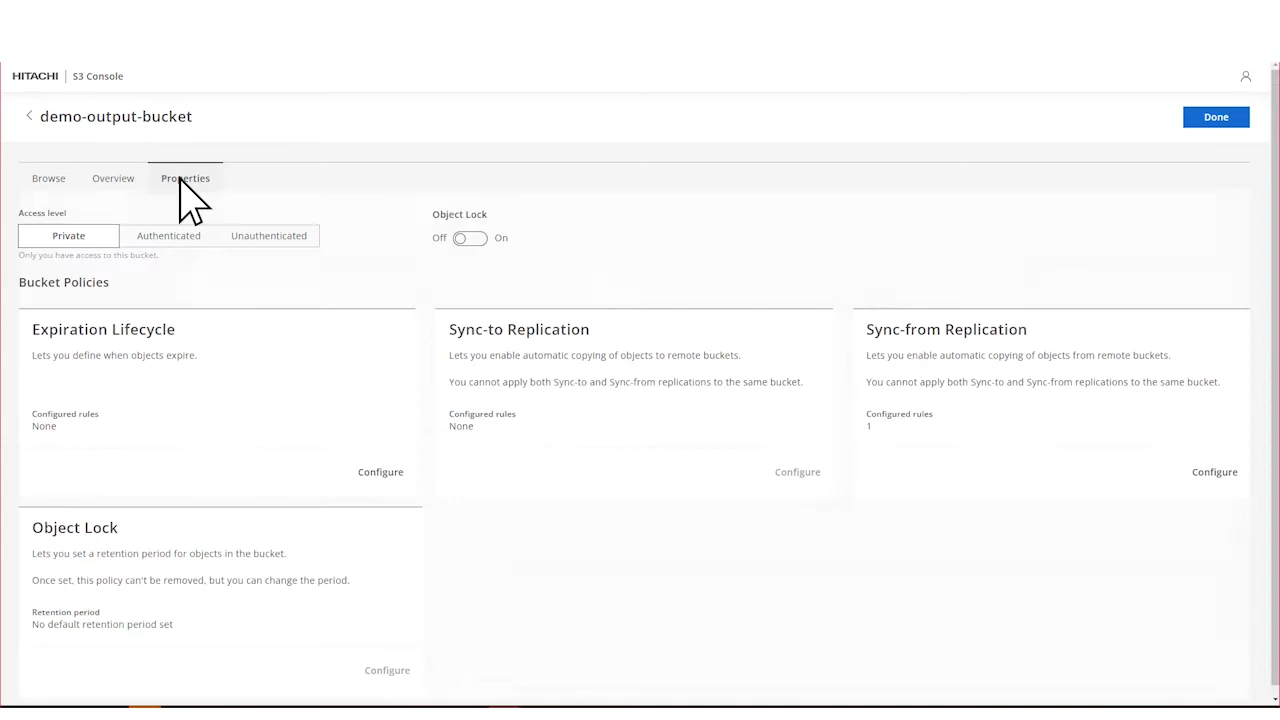 HITACHI S3 Console
demo-output-bucket
Done
Browse Overview Properties
Access level
Private Authenticated Unauthenticated
Only you have access to this bucket.
Object Lock
Off On
Bucket Policies
Expiration Lifecycle
Lets you define when objects expire.
Configured rules
None
Configure
Sync-to Replication
Lets you enable automatic copying of objects to remote buckets.
You cannot apply both Sync-to and Sync-from replications to the same bucket.
Configured rules
None
Configure
Sync-from Replication
Lets you enable automatic copying of objects from remote buckets.
You cannot apply both Sync-to and Sync-from replications to the same bucket.
Configured rules
1
Configure
Object Lock
Lets you set a retention period for objects in the bucket.
Once set, this policy can't be removed, but you can change the period.
Retention period
No default retention period set
Configure